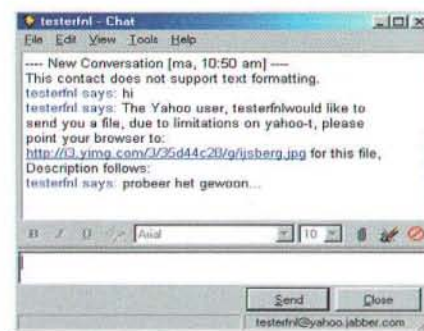 testerfnl - Chat
File Edit View Tools Help
---- New Conversation [ma, 10:50 am] ----
This contact does not support text formatting.
testerfnl says: hi
testerfnl says: The Yahoo user, testerfnlwould like to
send you a file, due to limitations on yahoo-t, please
point your browser to:
http://i3.yimg.com/3/35d44c28/g/ijsberg.jpg for this file,
Description follows:
testerfnl says: probeer het gewoon...
B I U Arial 10
Send Close
testerfnl@yahoo.jabber.com